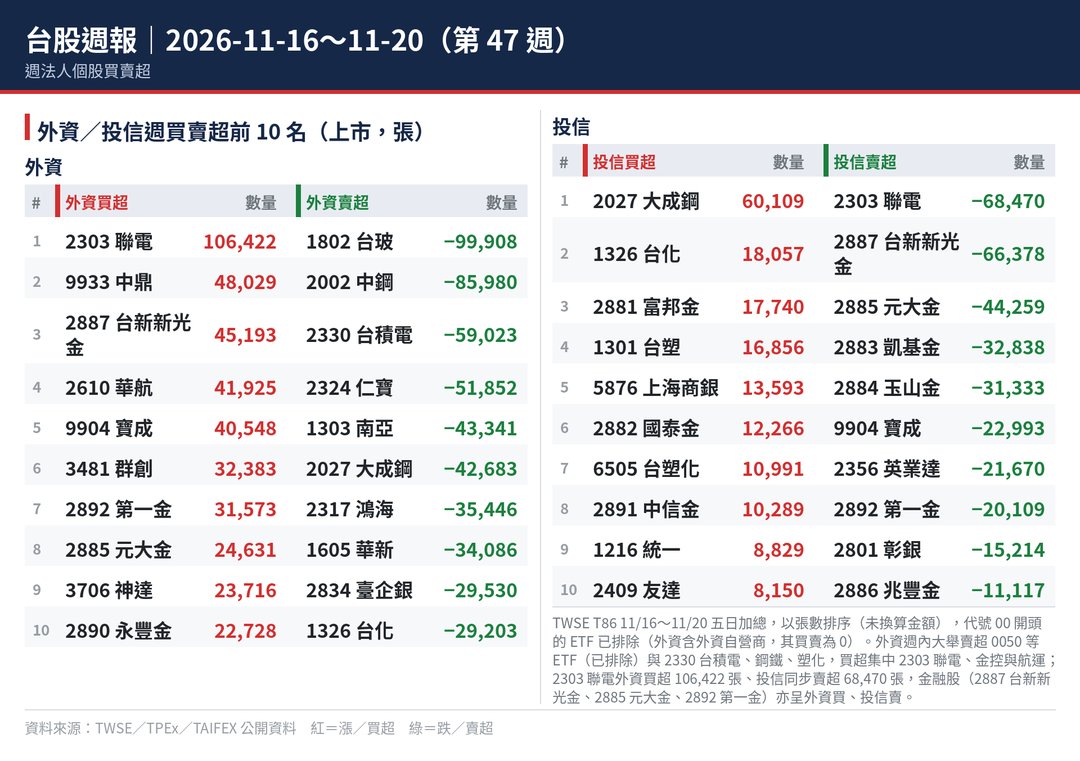 台股週報｜2026-11-16～11-20（第 47 週）
週法人個股買賣超
外資／投信週買賣超前 10 名（上市，張）
外資
# 外資買超 數量 外資賣超 數量
1 2303 聯電 106,422 1802 台玻 −99,908
2 9933 中鼎 48,029 2002 中鋼 −85,980
3 2887 台新新光金 45,193 2330 台積電 −59,023
4 2610 華航 41,925 2324 仁寶 −51,852
5 9904 寶成 40,548 1303 南亞 −43,341
6 3481 群創 32,383 2027 大成鋼 −42,683
7 2892 第一金 31,573 2317 鴻海 −35,446
8 2885 元大金 24,631 1605 華新 −34,086
9 3706 神達 23,716 2834 臺企銀 −29,530
10 2890 永豐金 22,728 1326 台化 −29,203
投信
# 投信買超 數量 投信賣超 數量
1 2027 大成鋼 60,109 2303 聯電 −68,470
2 1326 台化 18,057 2887 台新新光金 −66,378
3 2881 富邦金 17,740 2885 元大金 −44,259
4 1301 台塑 16,856 2883 凱基金 −32,838
5 5876 上海商銀 13,593 2884 玉山金 −31,333
6 2882 國泰金 12,266 9904 寶成 −22,993
7 6505 台塑化 10,991 2356 英業達 −21,670
8 2891 中信金 10,289 2892 第一金 −20,109
9 1216 統一 8,829 2801 彰銀 −15,214
10 2409 友達 8,150 2886 兆豐金 −11,117
TWSE T86 11/16～11/20 五日加總，以張數排序（未換算金額），代號 00 開頭
的 ETF 已排除（外資含外資自營商，其買賣為 0）。外資週內大舉賣超 0050 等
ETF（已排除）與 2330 台積電、鋼鐵、塑化，買超集中 2303 聯電、金控與航運；
2303 聯電外資買超 106,422 張、投信同步賣超 68,470 張，金融股（2887 台新新
光金、2885 元大金、2892 第一金）亦呈外資買、投信賣。
資料來源：TWSE／TPEx／TAIFEX 公開資料 紅＝漲／買超 綠＝跌／賣超